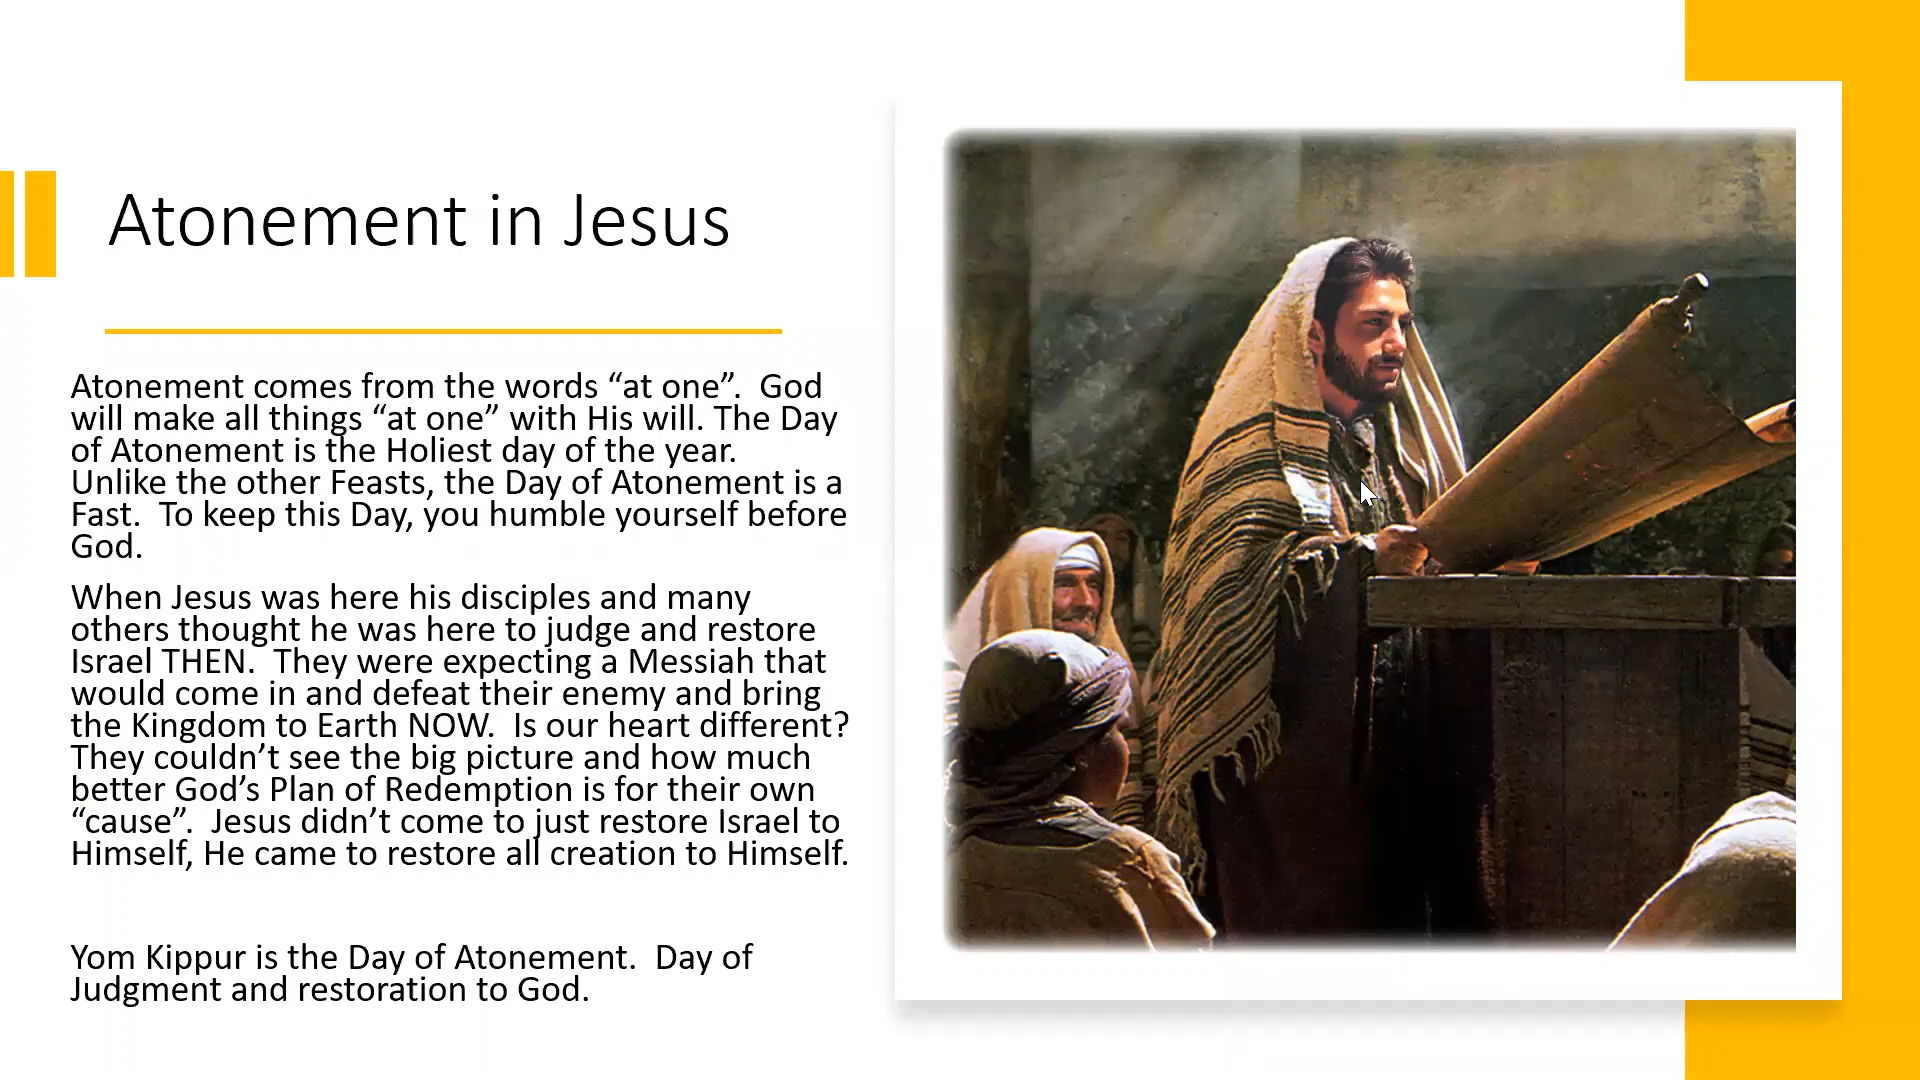 Atonement in Jesus
Atonement comes from the words “at one”.  God
will make all things “at one” with His will. The Day
of Atonement is the Holiest day of the year.
Unlike the other Feasts, the Day of Atonement is a
Fast.  To keep this Day, you humble yourself before
God.
When Jesus was here his disciples and many
others thought he was here to judge and restore
Israel THEN.  They were expecting a Messiah that
would come in and defeat their enemy and bring
the Kingdom to Earth NOW.  Is our heart different?
They couldn’t see the big picture and how much
better God’s Plan of Redemption is for their own
“cause”.  Jesus didn’t come to just restore Israel to
Himself, He came to restore all creation to Himself.
Yom Kippur is the Day of Atonement.  Day of
Judgment and restoration to God.